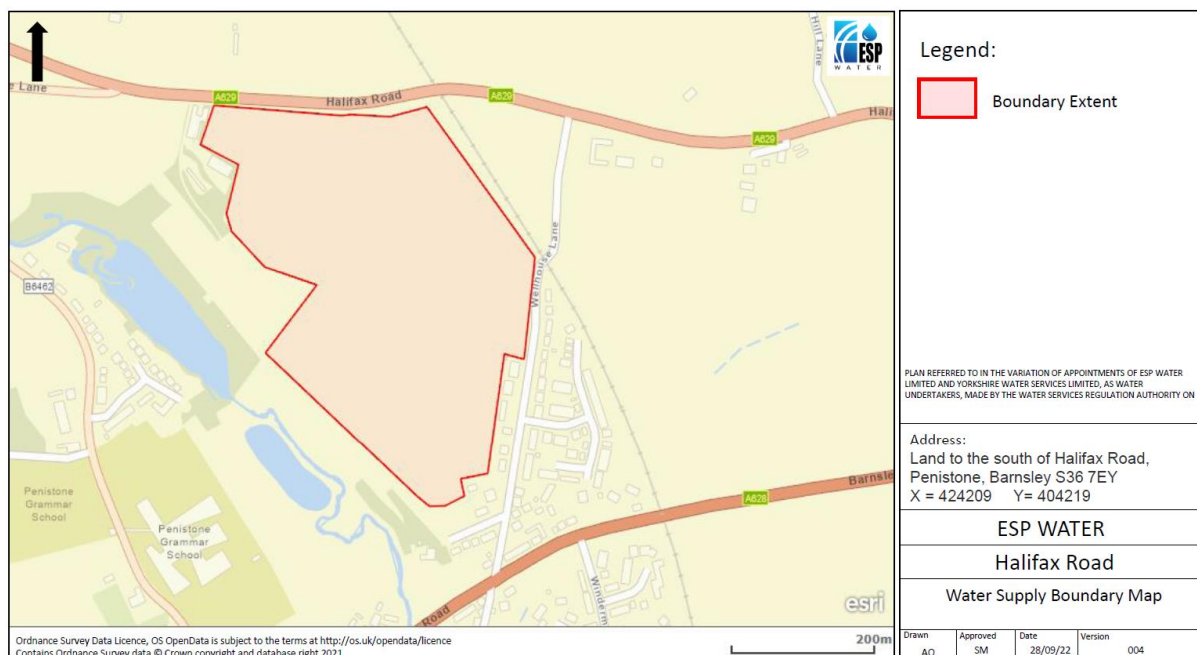 ESP
WATER
e Lane
A629
Halifax Road
A629
Hill Lane
A629
Hali
Wellhouse Lane
B6462
Penistone
Grammar
School
Penistone
Grammar
School
A628
Barnsle
Road
Winderm
esri
Ordnance Survey Data Licence, OS OpenData is subject to the terms at http://os.uk/opendata/licence
Contains Ordnance Survey data © Crown copyright and database right 2021
200m
Legend:
Boundary Extent
PLAN REFERRED TO IN THE VARIATION OF APPOINTMENTS OF ESP WATER
LIMITED AND YORKSHIRE WATER SERVICES LIMITED, AS WATER
UNDERTAKERS, MADE BY THE WATER SERVICES REGULATION AUTHORITY ON
Address:
Land to the south of Halifax Road,
Penistone, Barnsley S36 7EY
X = 424209 Y= 404219
ESP WATER
Halifax Road
Water Supply Boundary Map
Drawn Approved Date Version
AO SM 28/09/22 004